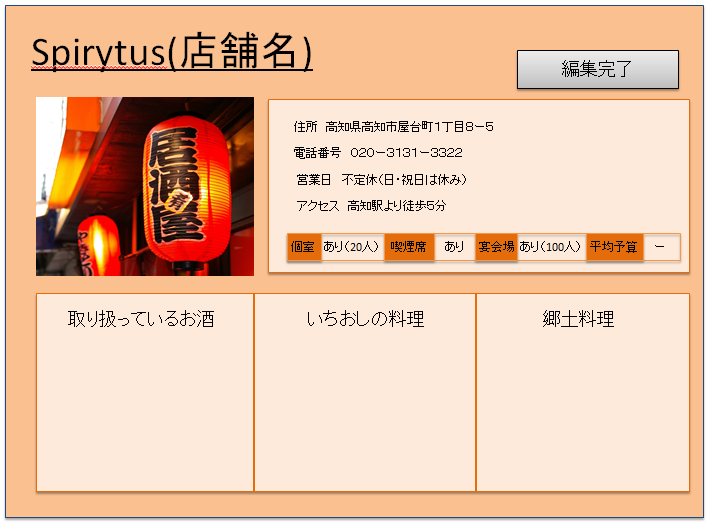 Spirytus(店舗名)
編集完了
居酒屋
肴
住所 高知県高知市屋台町1丁目8-5
電話番号 020-3131-3322
営業日 不定休(日・祝日は休み)
アクセス 高知駅より徒歩5分
個室 あり(20人) 喫煙席 あり 宴会場 あり(100人) 平均予算 ー
取り扱っているお酒 いちおしの料理 郷土料理